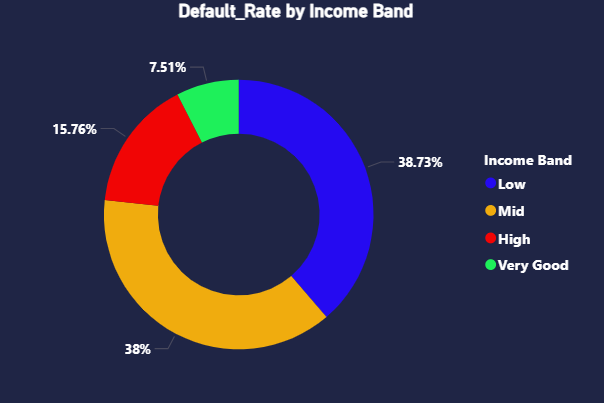 Default_Rate by Income Band
7.51%
15.76%
38.73%
38%
Income Band
Low
Mid
High
Very Good